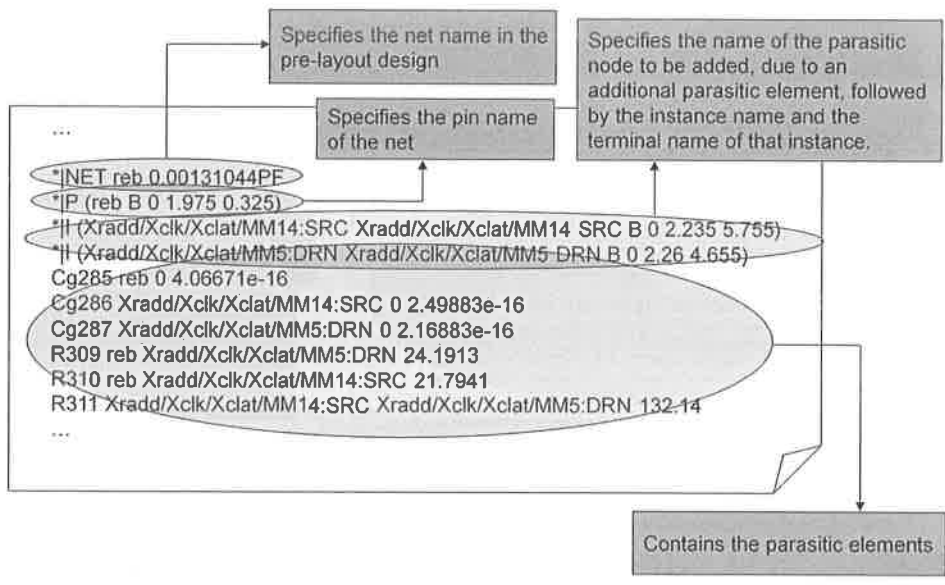 Specifies the net name in the
pre-layout design
Specifies the name of the parasitic
node to be added, due to an
additional parasitic element, followed
by the instance name and the
terminal name of that instance.
Specifies the pin name
of the net
...
*|NET reb 0.00131044PF
*|P (reb B 0 1.975 0.325)
*|I (Xradd/Xclk/Xclat/MM14:SRC Xradd/Xclk/Xclat/MM14 SRC B 0 2.235 5.755)
*|I (Xradd/Xclk/Xclat/MM5:DRN Xradd/Xclk/Xclat/MM5 DRN B 0 2.26 4.655)
Cg285 reb 0 4.06671e-16
Cg286 Xradd/Xclk/Xclat/MM14:SRC 0 2.49883e-16
Cg287 Xradd/Xclk/Xclat/MM5:DRN 0 2.16883e-16
R309 reb Xradd/Xclk/Xclat/MM5:DRN 24.1913
R310 reb Xradd/Xclk/Xclat/MM14:SRC 21.7941
R311 Xradd/Xclk/Xclat/MM14:SRC Xradd/Xclk/Xclat/MM5:DRN 132.14
...
Contains the parasitic elements